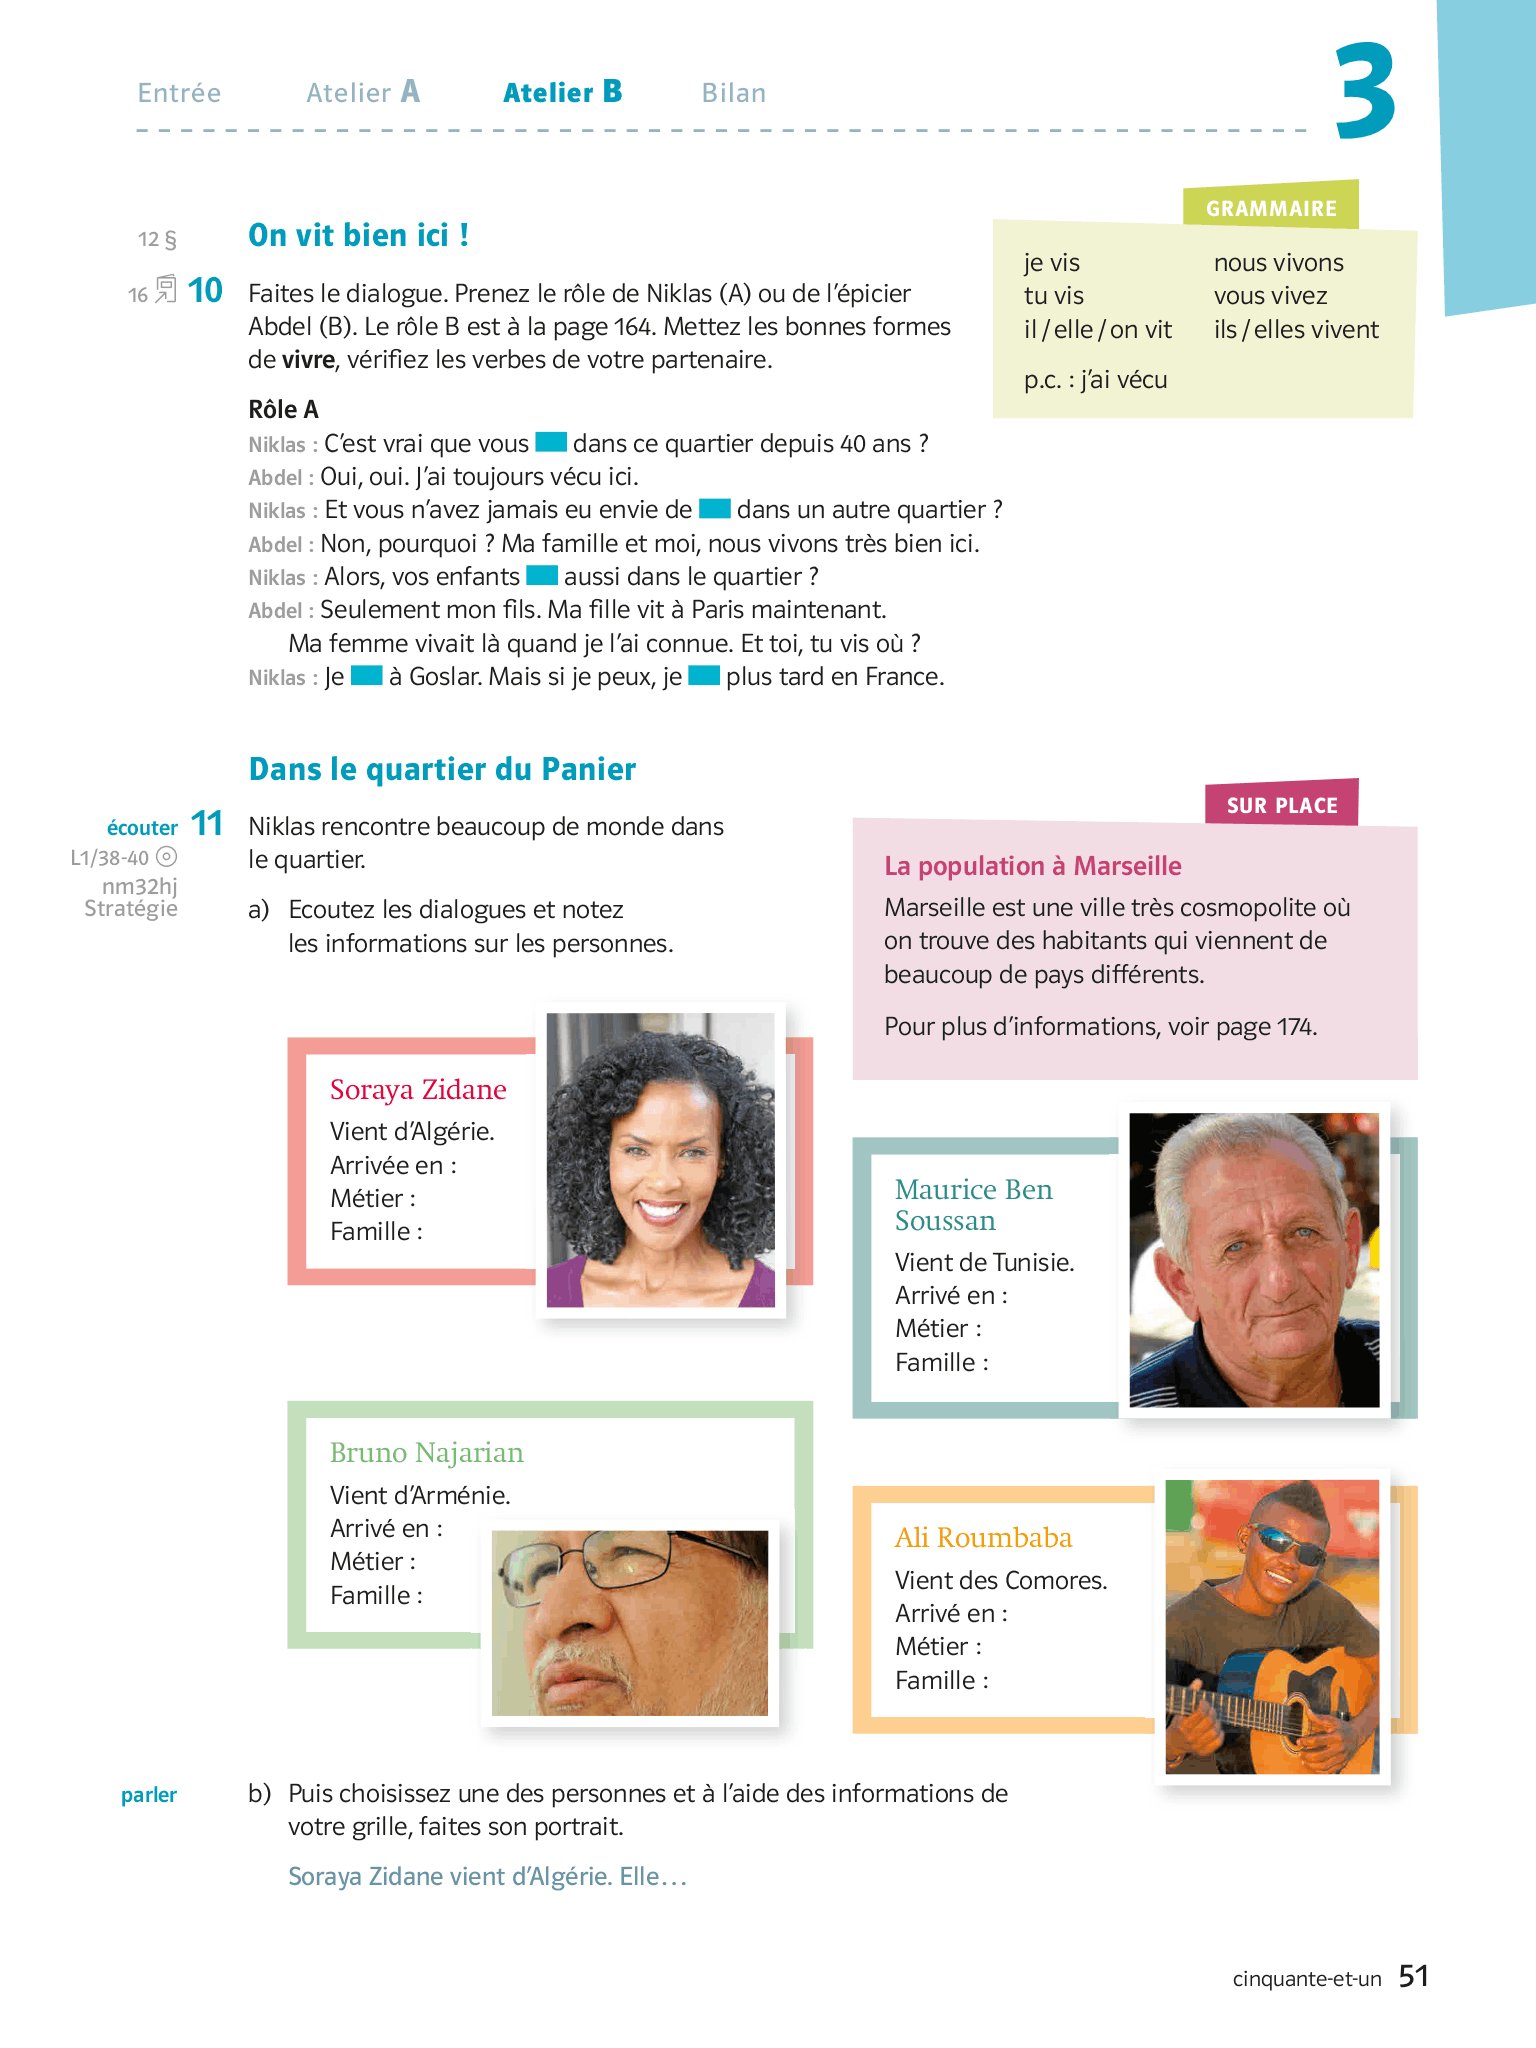 Entrée Atelier A Atelier B Bilan
3
12 §
On vit bien ici !
16
10 Faites le dialogue. Prenez le rôle de Niklas (A) ou de l'épicier
Abdel (B). Le rôle B est à la page 164. Mettez les bonnes formes
de vivre, vérifiez les verbes de votre partenaire.
GRAMMAIRE
je vis nous vivons
tu vis vous vivez
il / elle / on vit ils / elles vivent
p.c. : j'ai vécu
Rôle A
Niklas : C'est vrai que vous dans ce quartier depuis 40 ans ?
Abdel : Oui, oui. J'ai toujours vécu ici.
Niklas : Et vous n'avez jamais eu envie de dans un autre quartier ?
Abdel : Non, pourquoi ? Ma famille et moi, nous vivons très bien ici.
Niklas : Alors, vos enfants aussi dans le quartier ?
Abdel : Seulement mon fils. Ma fille vit à Paris maintenant.
Ma femme vivait là quand je l'ai connue. Et toi, tu vis où ?
Niklas : Je à Goslar. Mais si je peux, je plus tard en France.
Dans le quartier du Panier
écouter
L1/38-40
nm32hj
Stratégie
11 Niklas rencontre beaucoup de monde dans
le quartier.
a) Ecoutez les dialogues et notez
les informations sur les personnes.
SUR PLACE
La population à Marseille
Marseille est une ville très cosmopolite où
on trouve des habitants qui viennent de
beaucoup de pays différents.
Pour plus d'informations, voir page 174.
Soraya Zidane
Vient d'Algérie.
Arrivée en :
Métier :
Famille :
Maurice Ben
Soussan
Vient de Tunisie.
Arrivé en :
Métier :
Famille :
Bruno Najarian
Vient d'Arménie.
Arrivé en :
Métier :
Famille :
Ali Roumbaba
Vient des Comores.
Arrivé en :
Métier :
Famille :
parler
b) Puis choisissez une des personnes et à l'aide des informations de
votre grille, faites son portrait.
Soraya Zidane vient d'Algérie. Elle…
cinquante-et-un 51